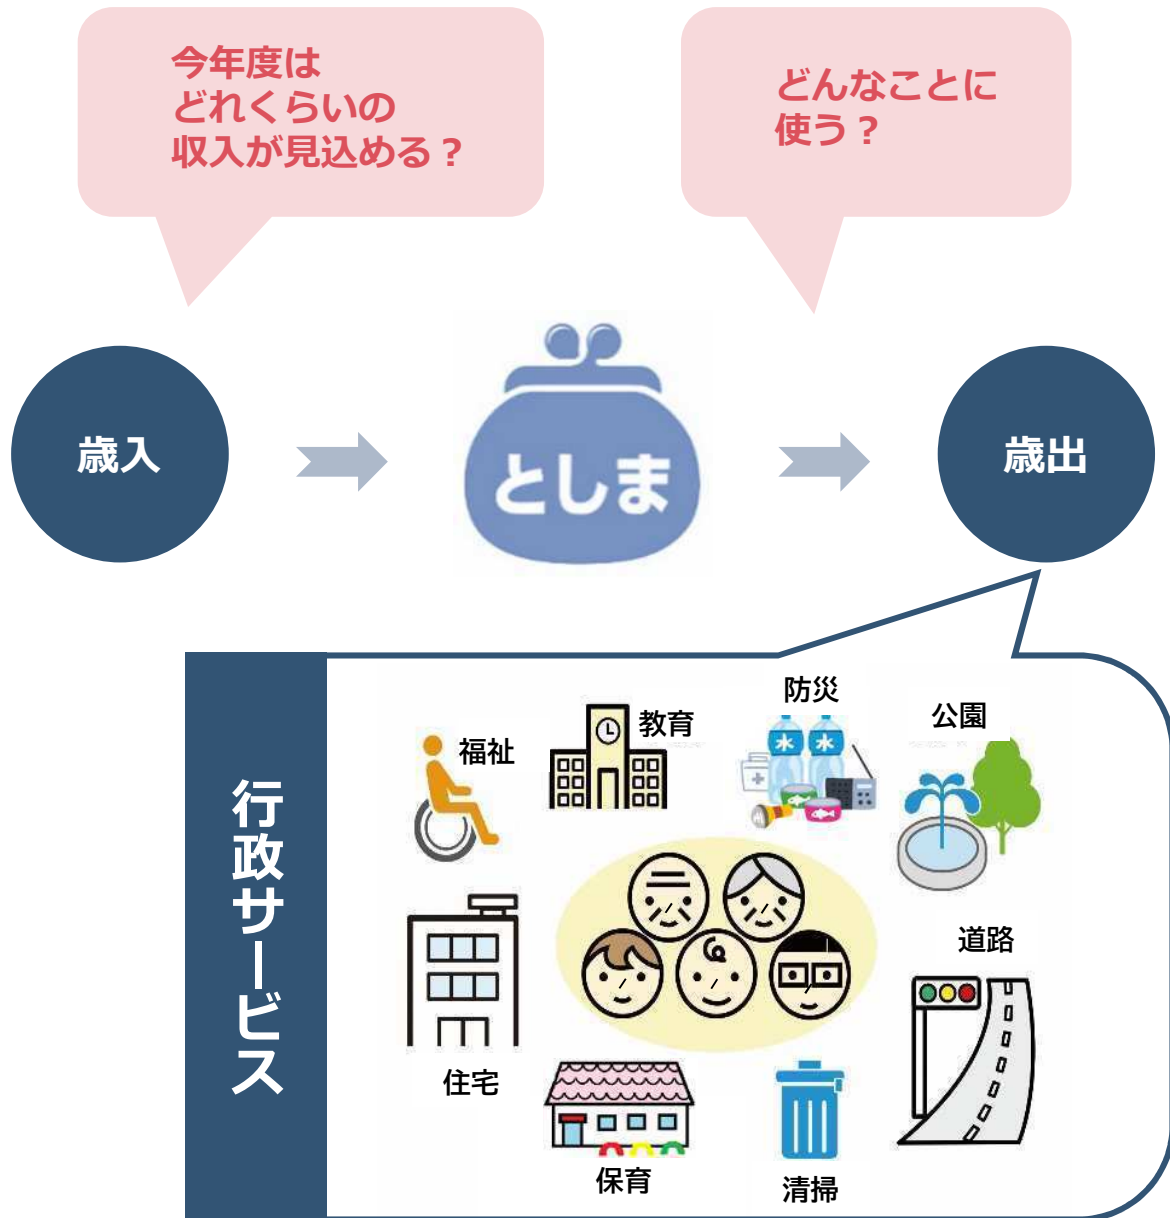 今年度は
どれくらいの
収入が見込める？
どんなことに
使う？
歳入
としま
歳出
行政サービス
福祉
教育
防災
公園
水 水
住宅
道路
保育
清掃